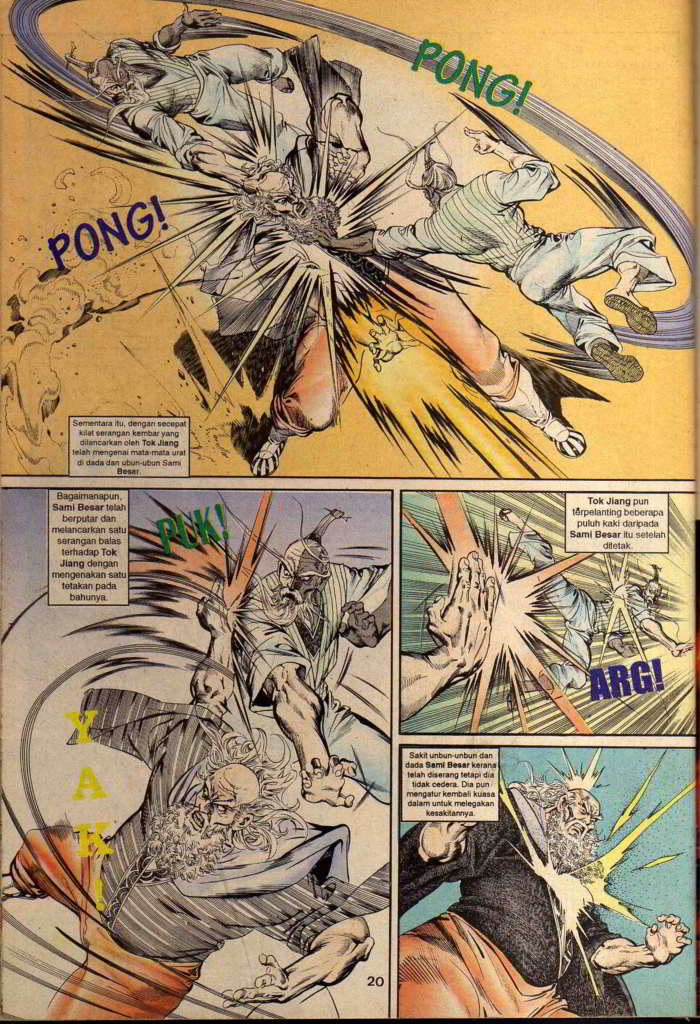 PONG!
PONG!
Sementara itu, dengan secepat
kilat serangan kembar yang
dilancarkan oleh Tok Jiang
telah mengenai mata-mata urat
di dada dan ubun-ubun Sami
Besar
Bagaimanapun,
Sami Besar telah
berputar dan
melancarkan satu
serangan balas
terhadap Tok
Jiang dengan
mengenakan satu
tetakan pada
bahunya.
PUK!
YAK!
Tok Jiang pun
terpelanting beberapa
puluh kaki daripada
Sami Besar itu setelah
ditetak.
ARG!
Sakit unbun-unbun dan
dada Sami Besar kerana
telah diserang tetapi dia
tidak cedera. Dia pun
mengatur kembali kuasa
dalam untuk melegakan
kesakitannya.
20